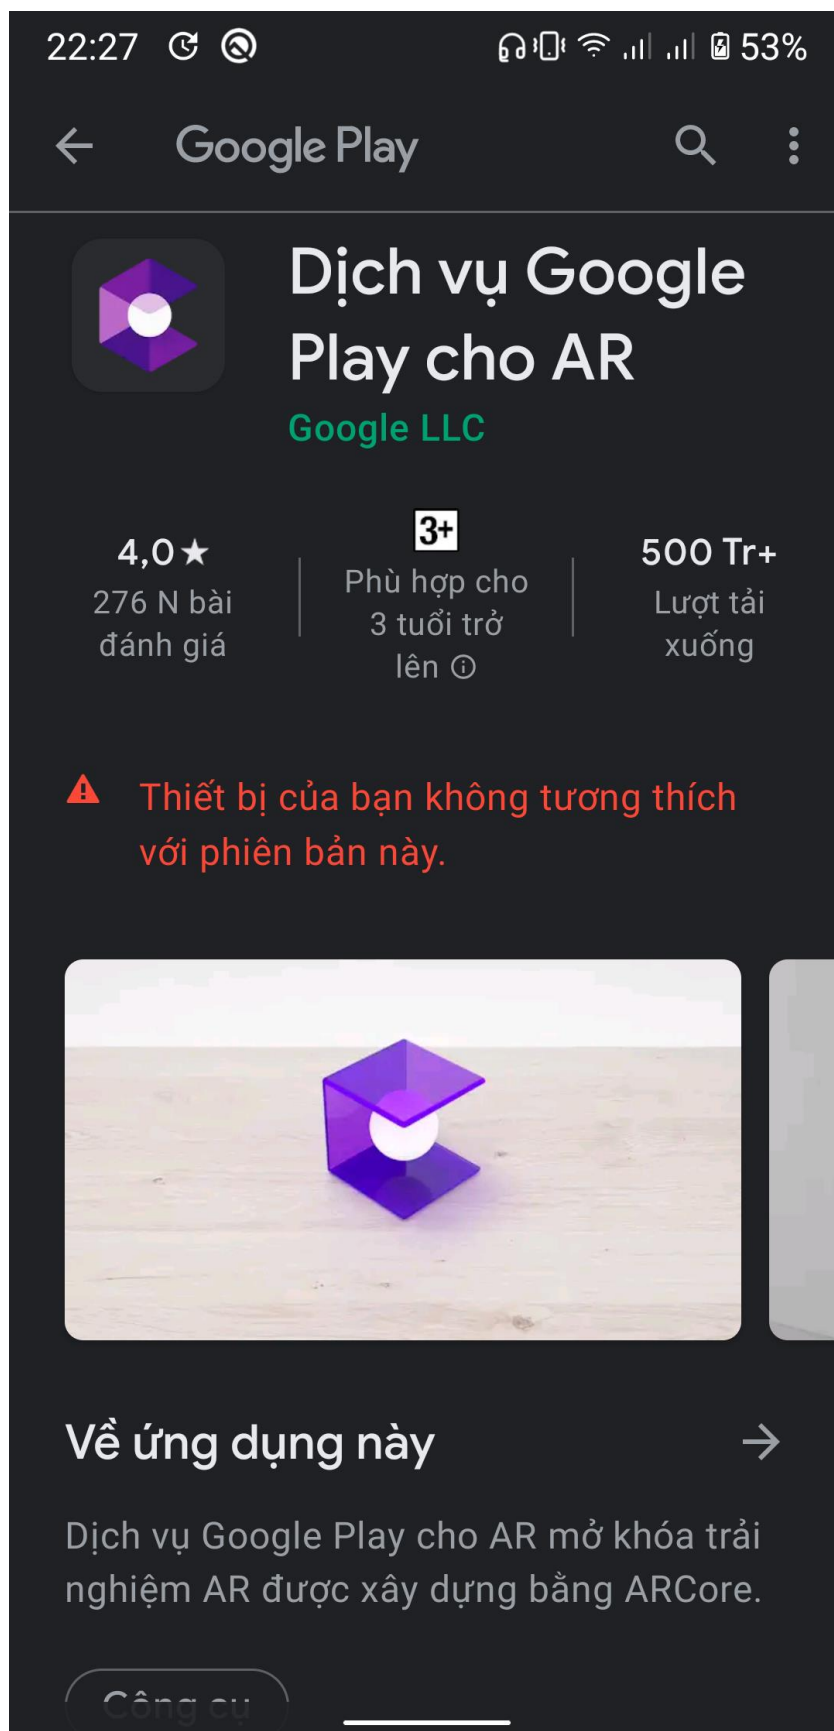 22:27
53%
Google Play
Dịch vụ Google
Play cho AR
Google LLC
4,0★
276 N bài
đánh giá
3+
Phù hợp cho
3 tuổi trở
lên
500 Tr+
Lượt tải
xuống
Thiết bị của bạn không tương thích
với phiên bản này.
Về ứng dụng này
Dịch vụ Google Play cho AR mở khóa trải
nghiệm AR được xây dựng bằng ARCore.
Công cụ